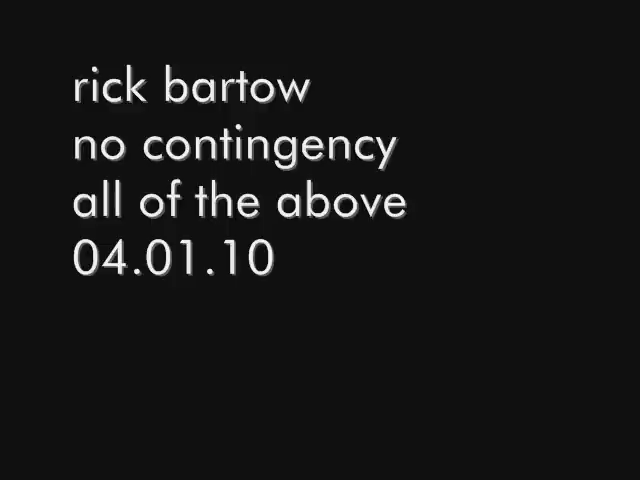 rick bartow
no contingency
all of the above
04.01.10